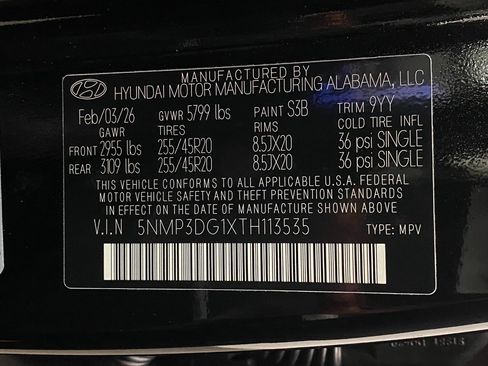 MANUFACTURED BY
HYUNDAI MOTOR MANUFACTURING ALABAMA, LLC
Feb/03/26 GVWR 5799 lbs PAINT S3B TRIM 9YY
GAWR TIRES RIMS COLD TIRE INFL
FRONT 2955 lbs 255/45R20 8.5JX20 36 psi SINGLE
REAR 3109 lbs 255/45R20 8.5JX20 36 psi SINGLE
THIS VEHICLE CONFORMS TO ALL APPLICABLE U.S.A. FEDERAL
MOTOR VEHICLE SAFETY AND THEFT PREVENTION STANDARDS
IN EFFECT ON THE DATE OF MANUFACTURE SHOWN ABOVE.
V.I.N 5NMP3DG1XTH113535
TYPE: MPV